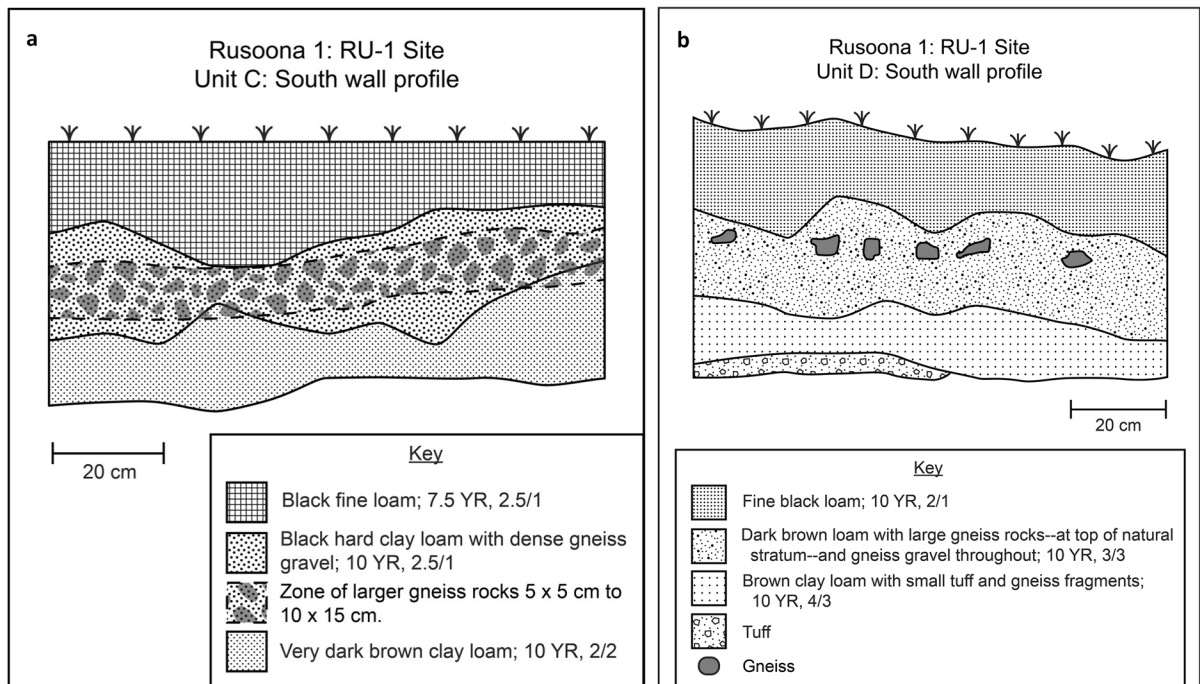 a
Rusoona 1: RU-1 Site
Unit C: South wall profile
20 cm
Key
Black fine loam; 7.5 YR, 2.5/1
Black hard clay loam with dense gneiss
gravel; 10 YR, 2.5/1
Zone of larger gneiss rocks 5 x 5 cm to
10 x 15 cm.
Very dark brown clay loam; 10 YR, 2/2
b
Rusoona 1: RU-1 Site
Unit D: South wall profile
20 cm
Key
Fine black loam; 10 YR, 2/1
Dark brown loam with large gneiss rocks--at top of natural
stratum--and gneiss gravel throughout; 10 YR, 3/3
Brown clay loam with small tuff and gneiss fragments;
10 YR, 4/3
Tuff
Gneiss